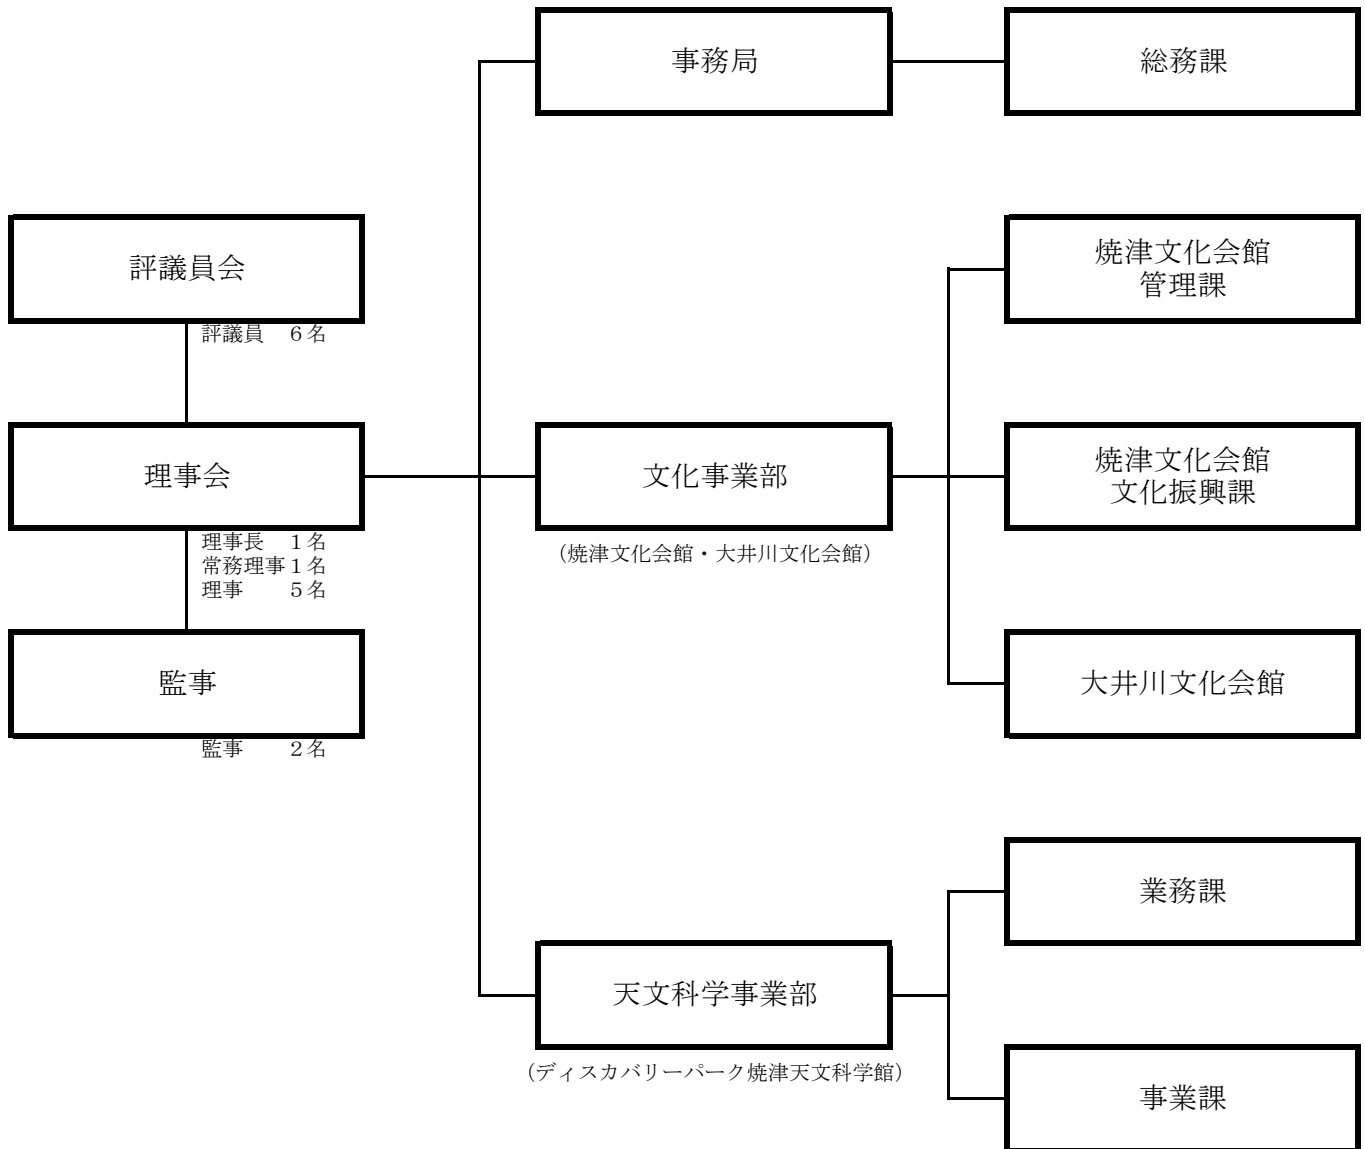 事務局
総務課
評議員会
評議員　６名
焼津文化会館
管理課
理事会
理事長　１名
常務理事１名
理事　　５名
文化事業部
（焼津文化会館・大井川文化会館）
焼津文化会館
文化振興課
監事
監事　　２名
大井川文化会館
天文科学事業部
（ディスカバリーパーク焼津天文科学館）
業務課
事業課